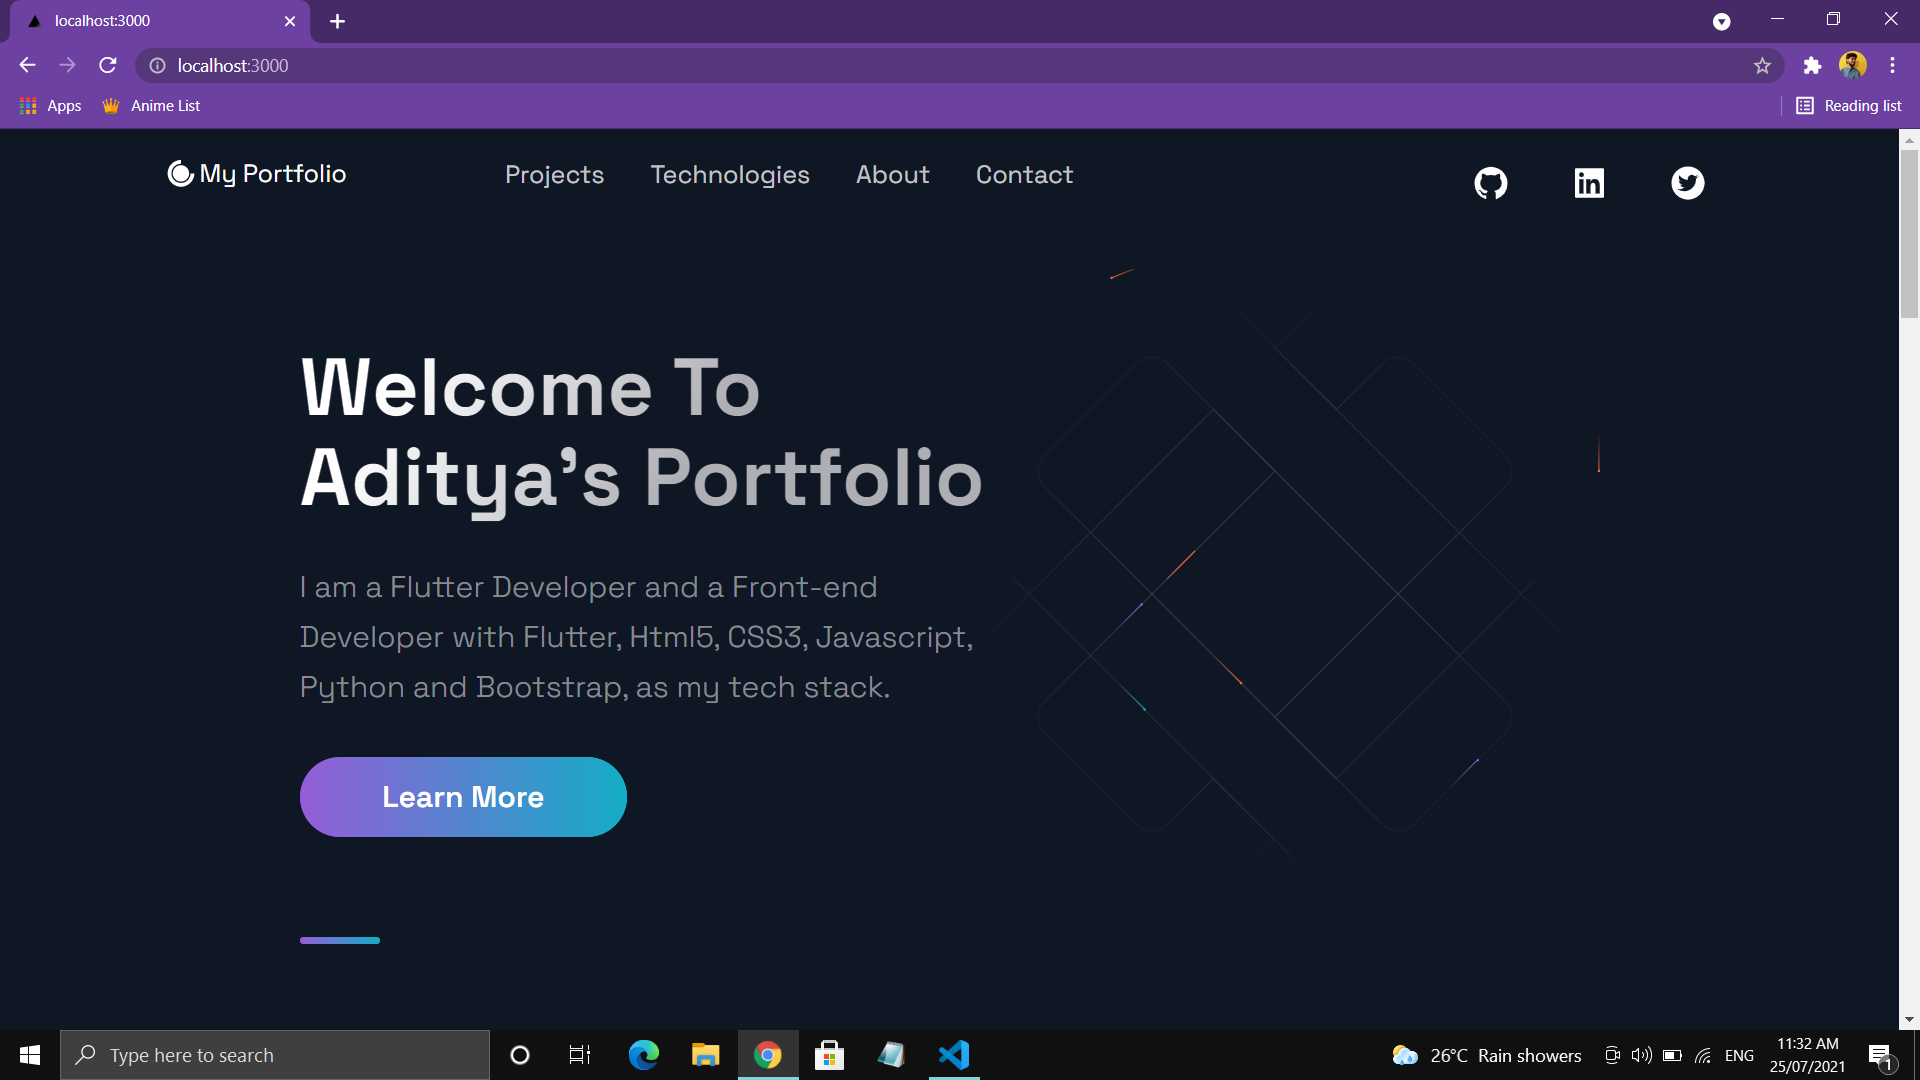 localhost:3000
localhost:3000
Apps
Anime List
Reading list
My Portfolio
Projects
Technologies
About
Contact
in
Welcome To
Aditya’s Portfolio
I am a Flutter Developer and a Front-end
Developer with Flutter, Html5, CSS3, Javascript,
Python and Bootstrap, as my tech stack.
Learn More
Type here to search
26°C Rain showers
ENG
11:32 AM
25/07/2021
1